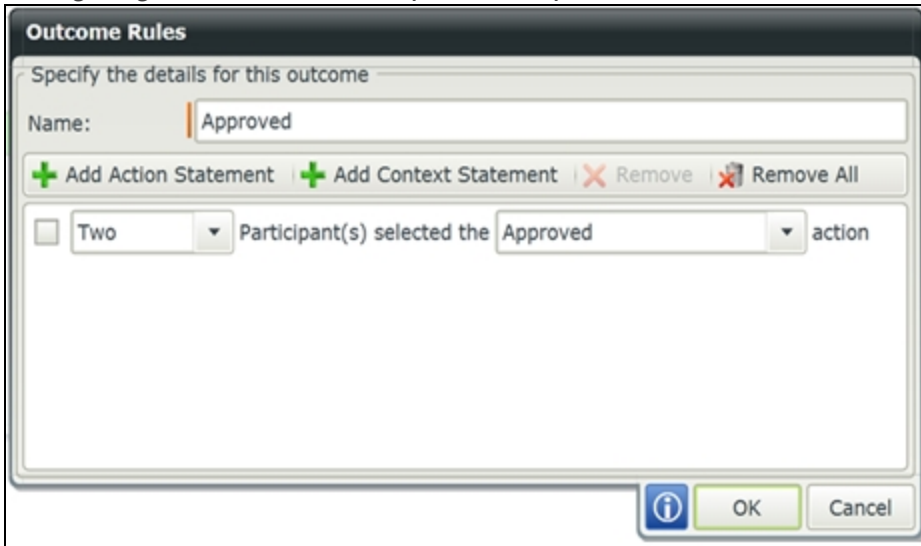 Outcome Rules
Specify the details for this outcome
Name: Approved
Add Action Statement Add Context Statement Remove Remove All
Two Participant(s) selected the Approved action
OK Cancel